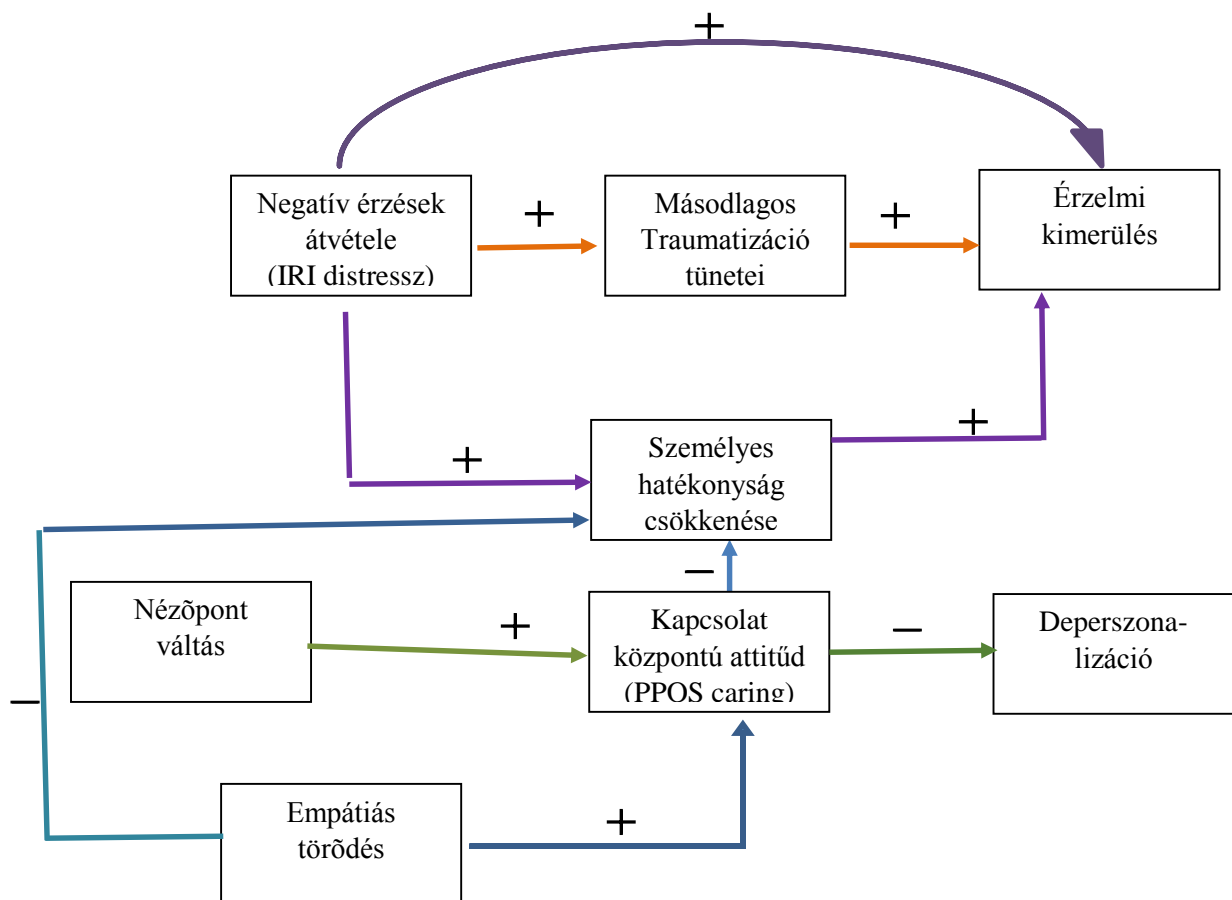 +
Negatív érzések
átvétele
(IRI distressz)
+
Másodlagos
Traumatizáció
tünetei
+
Érzelmi
kimerülés
+
Személyes
hatékonyság
csökkenése
+
−
Nézõpont
váltás
+
Kapcsolat
központú attitűd
(PPOS caring)
−
Deperszona-
lizáció
−
Empátiás
törõdés
+